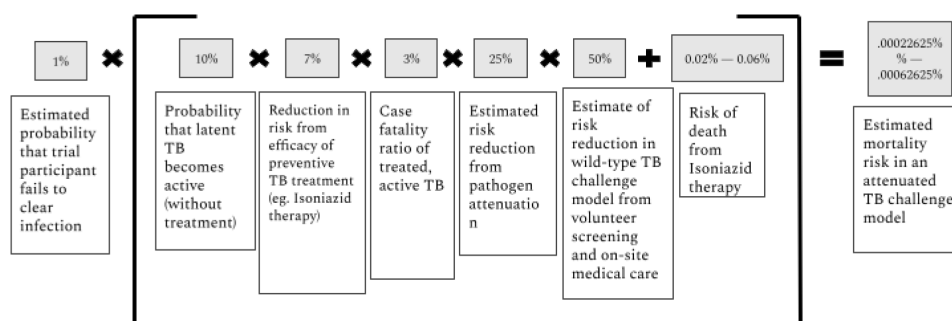 1%
10%
7%
3%
25%
50%
0.02% — 0.06%
.00022625%
% —
.00062625%
Estimated
probability
that trial
participant
fails to
clear
infection
Probability
that latent
TB
becomes
active
(without
treatment)
Reduction in
risk from
efficacy of
preventive
TB treatment
(eg. Isoniazid
therapy)
Case
fatality
ratio of
treated,
active TB
Estimated
risk
reduction
from
pathogen
attenuatio
n
Estimate of
risk
reduction in
wild-type TB
challenge
model from
volunteer
screening
and on-site
medical care
Risk of
death
from
Isoniazid
therapy
Estimated
mortality
risk in an
attenuated
TB challenge
model